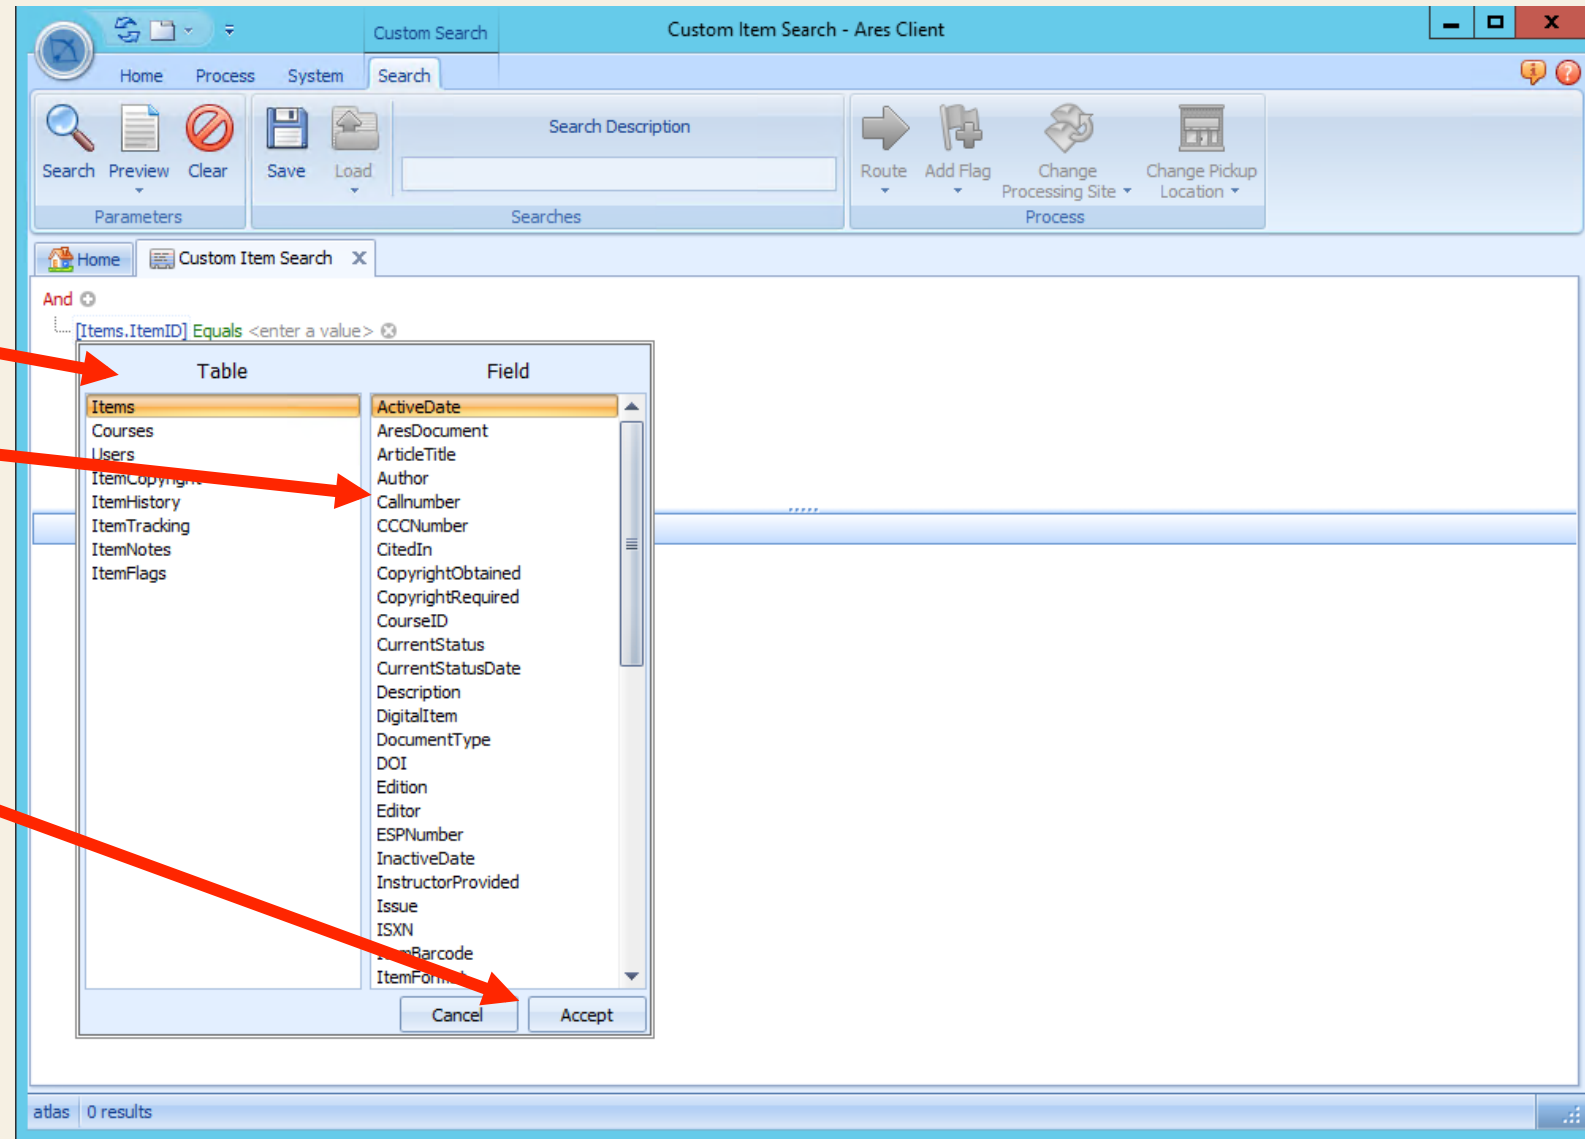 Custom Search
Custom Item Search - Ares Client
Home Process System Search
Search Description
Search Preview Clear Save Load
Route Add Flag Change Processing Site Change Pickup Location
Parameters Searches Process
Home Custom Item Search X
And
[Items.ItemID] Equals <enter a value>
Table Field
Items
Courses
Users
ItemCopyright
ItemHistory
ItemTracking
ItemNotes
ItemFlags
ActiveDate
AresDocument
ArticleTitle
Author
Callnumber
CCCNumber
CitedIn
CopyrightObtained
CopyrightRequired
CourseID
CurrentStatus
CurrentStatusDate
Description
DigitalItem
DocumentType
DOI
Edition
Editor
ESPNumber
InactiveDate
InstructorProvided
Issue
ISXN
ItemBarcode
ItemFormat
Cancel Accept
atlas 0 results